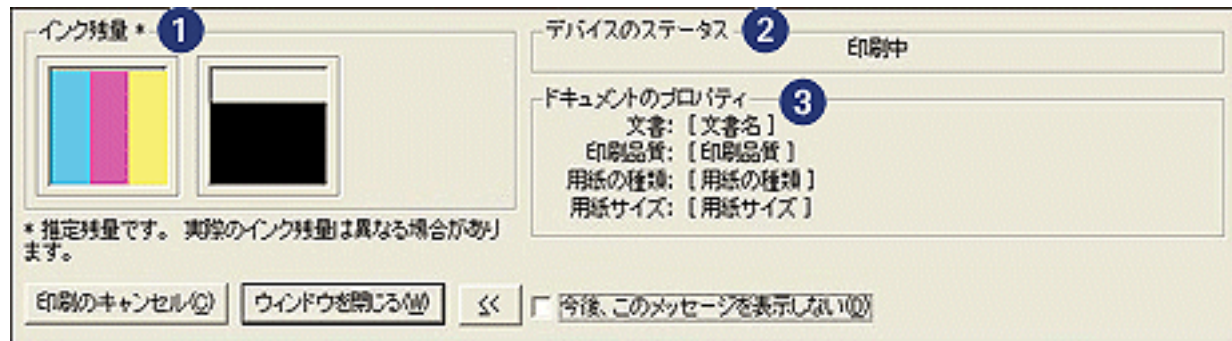 インク残量 * 1
デバイスのステータス 2
印刷中
ドキュメントのプロパティ 3
文書: [ 文書名 ]
印刷品質: [ 印刷品質 ]
用紙の種類: [ 用紙の種類 ]
用紙サイズ: [ 用紙サイズ ]
* 推定残量です。 実際のインク残量は異なる場合があり
ます。
印刷のキャンセル(C) ウィンドウを閉じる(W) << 今後、このメッセージを表示しない(D)